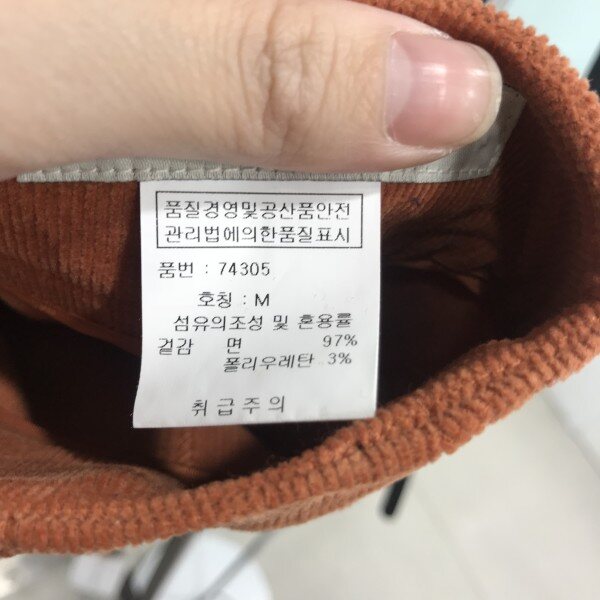 품질경영및공산품안전
관리법에의한품질표시
품번 : 74305
호칭 : M
섬유의조성 및 혼용률
겉감 면 97%
폴리우레탄 3%
취급주의